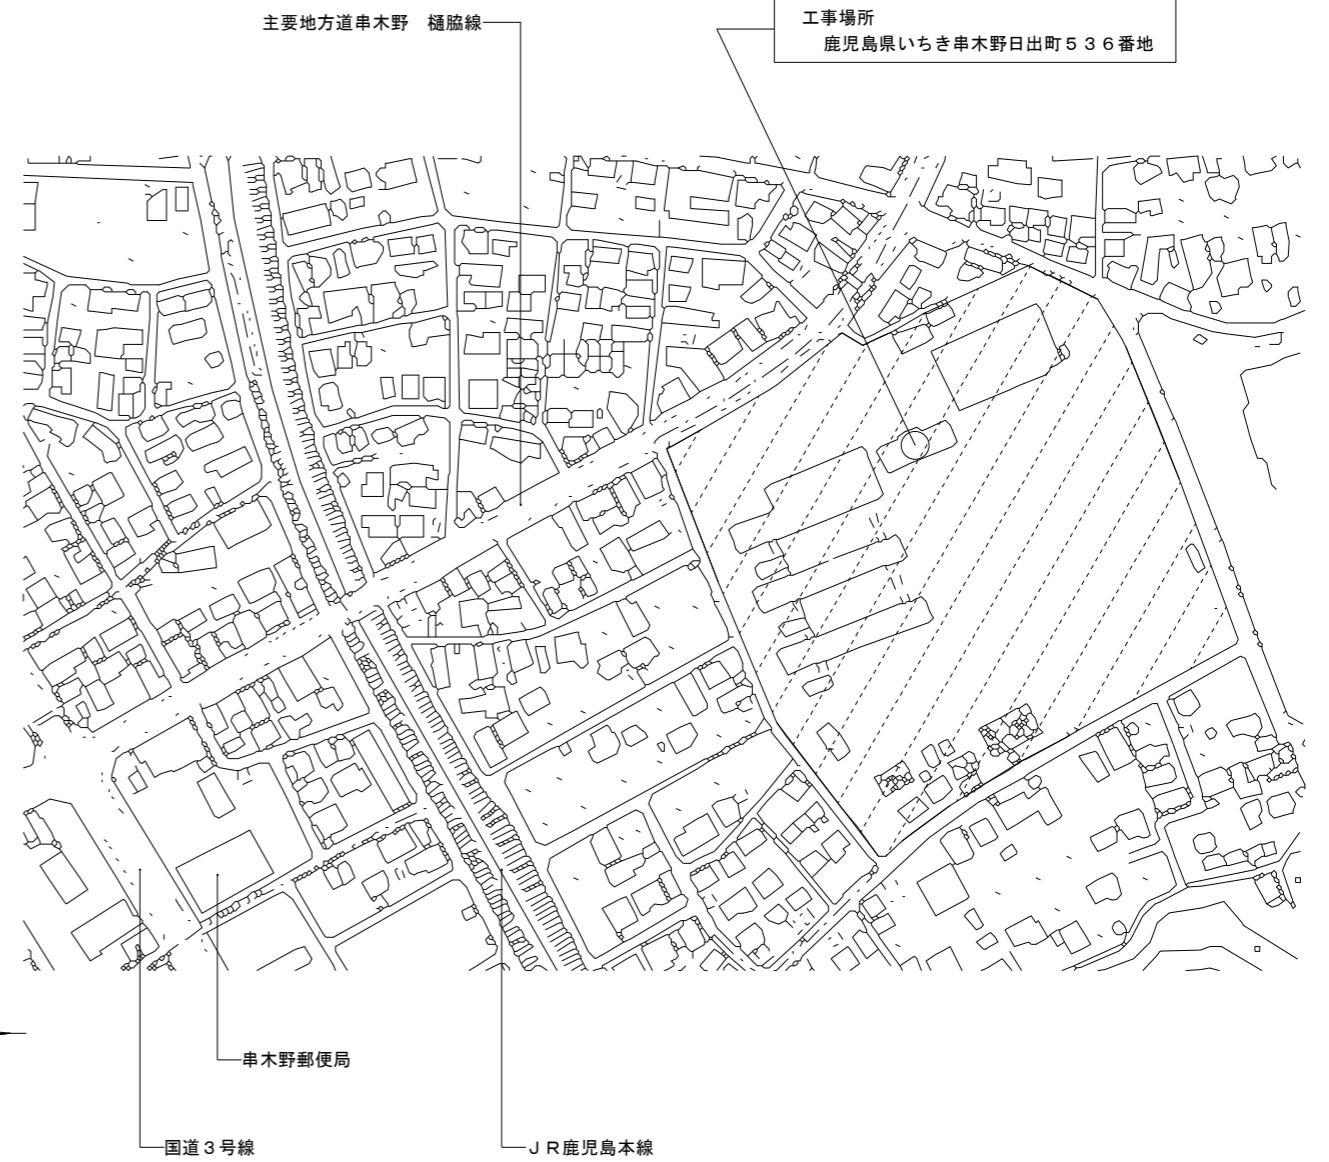 主要地方道串木野　樋脇線
工事場所
鹿児島県いちき串木野日出町５３６番地
串木野郵便局
国道３号線
ＪＲ鹿児島本線